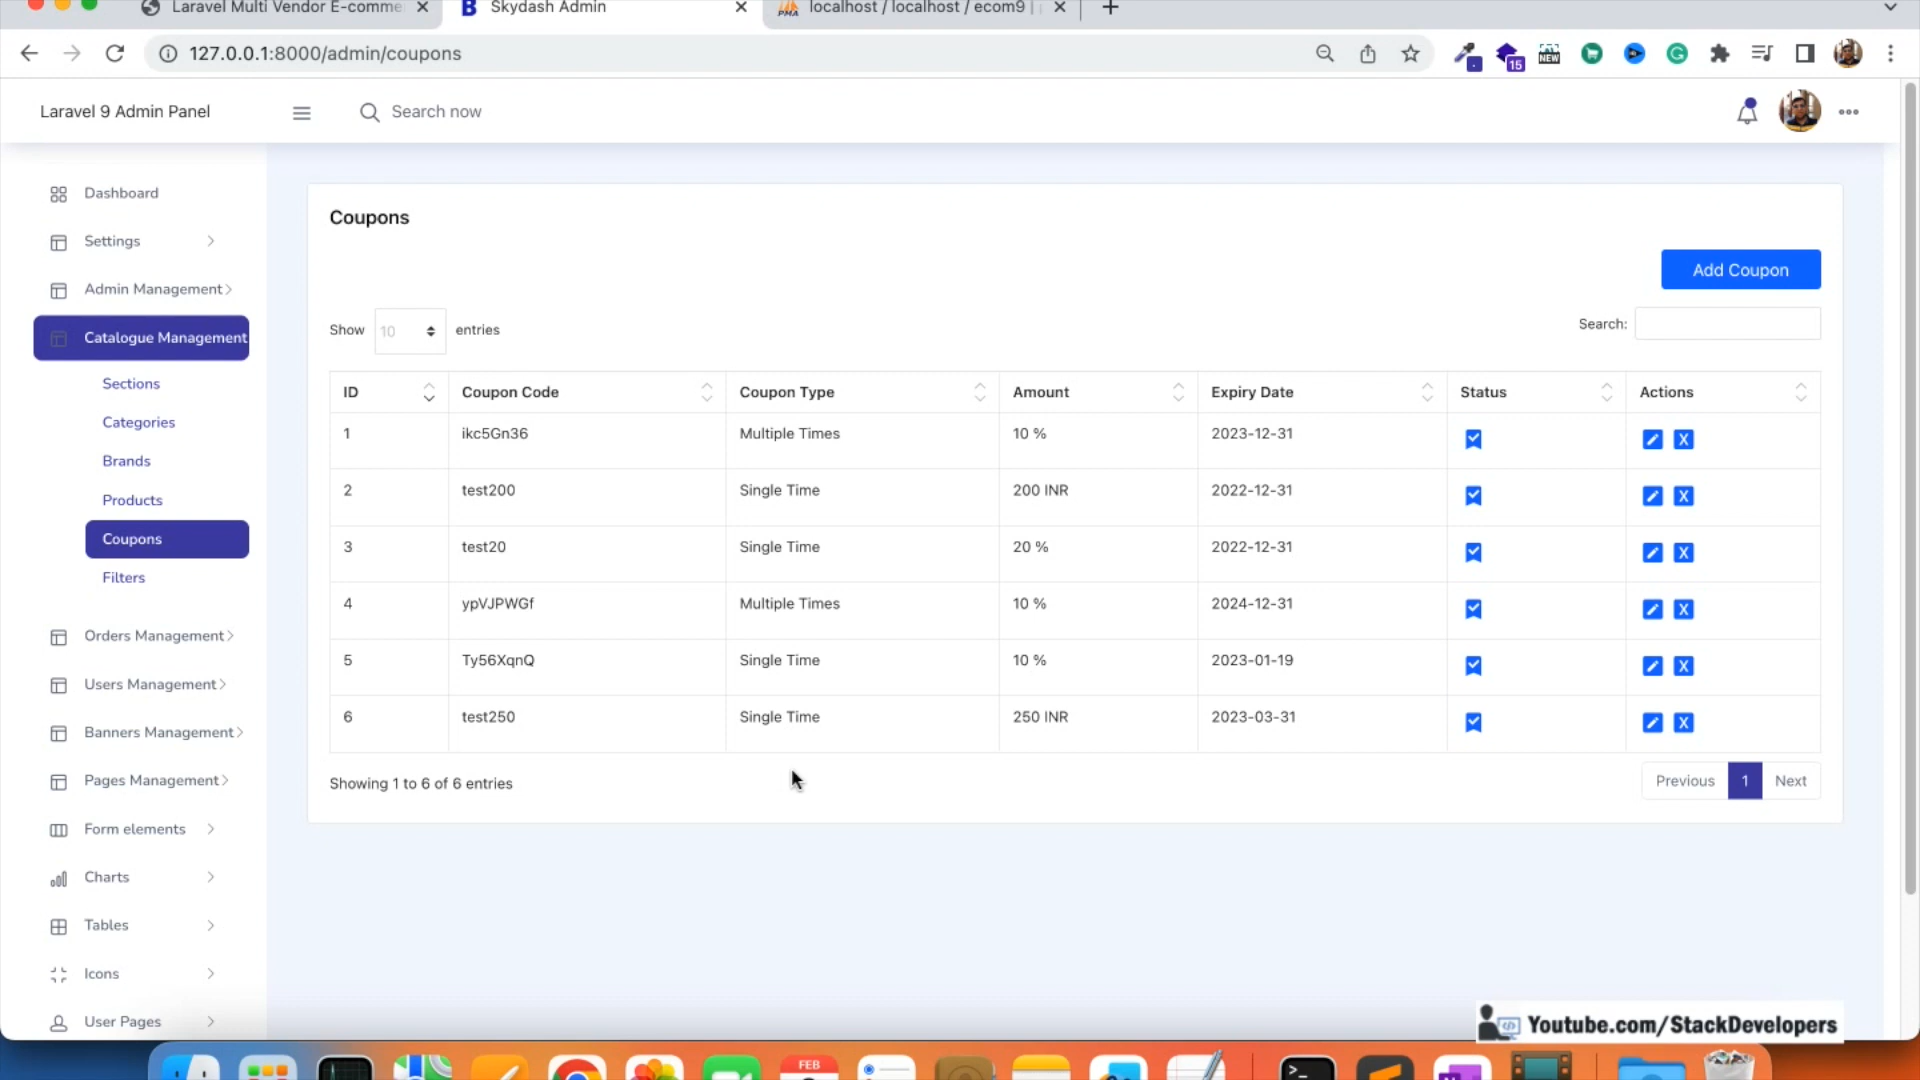 Laravel Multi Vendor E-comme
Skydash Admin
localhost / localhost / ecom9 |
127.0.0.1:8000/admin/coupons
15
NEW
Laravel 9 Admin Panel
Search now
Dashboard
Settings
Admin Management
Catalogue Management
Sections
Categories
Brands
Products
Coupons
Filters
Orders Management
Users Management
Banners Management
Pages Management
Form elements
Charts
Tables
Icons
User Pages
Coupons
Add Coupon
Show 10 entries
Search:
ID Coupon Code Coupon Type Amount Expiry Date Status Actions
1 ikc5Gn36 Multiple Times 10 % 2023-12-31 X
2 test200 Single Time 200 INR 2022-12-31 X
3 test20 Single Time 20 % 2022-12-31 X
4 ypVJPWGf Multiple Times 10 % 2024-12-31 X
5 Ty56XqnQ Single Time 10 % 2023-01-19 X
6 test250 Single Time 250 INR 2023-03-31 X
Showing 1 to 6 of 6 entries
Previous 1 Next
Youtube.com/StackDevelopers
FEB